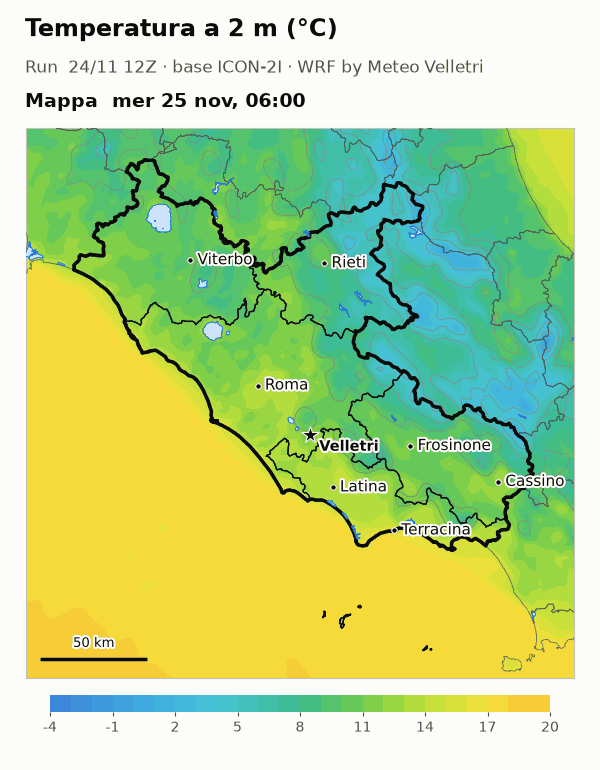 Temperatura a 2 m (°C)
Run  24/11 12Z · base ICON-2I · WRF by Meteo Velletri
Mappa  mer 25 nov, 06:00
Viterbo
Rieti
Roma
Velletri
Frosinone
Latina
Cassino
Terracina
50 km
-4 -1 2 5 8 11 14 17 20